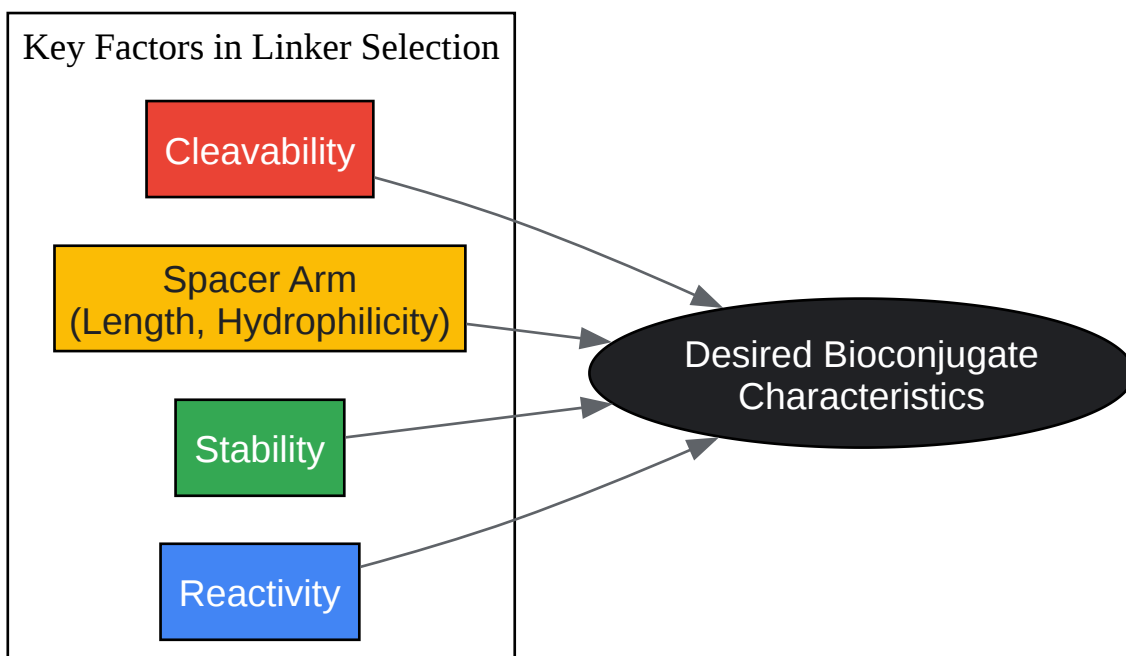 Key Factors in Linker Selection
Cleavability
Spacer Arm
(Length, Hydrophilicity)
Stability
Reactivity
Desired Bioconjugate
Characteristics